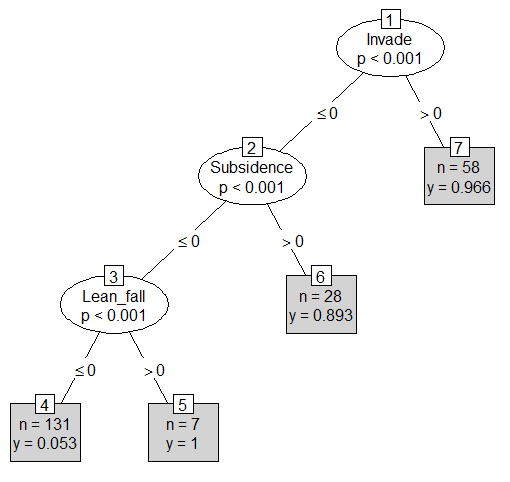 1
Invade
p < 0.001
≤ 0
> 0
2
Subsidence
p < 0.001
7
n = 58
y = 0.966
≤ 0
> 0
3
Lean_fall
p < 0.001
6
n = 28
y = 0.893
≤ 0
> 0
4
n = 131
y = 0.053
5
n = 7
y = 1